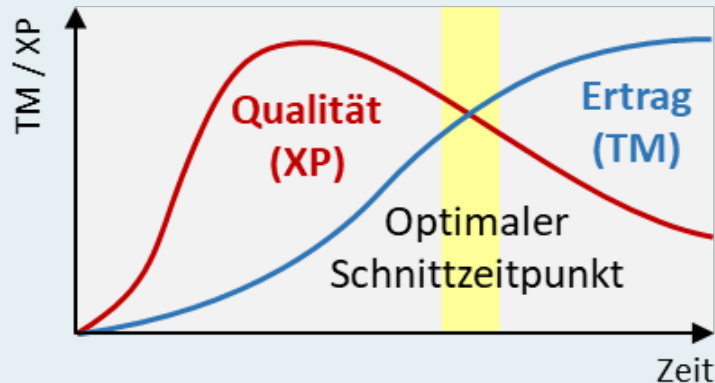 TM / XP
Qualität
(XP)
Ertrag
(TM)
Optimaler
Schnittzeitpunkt
Zeit